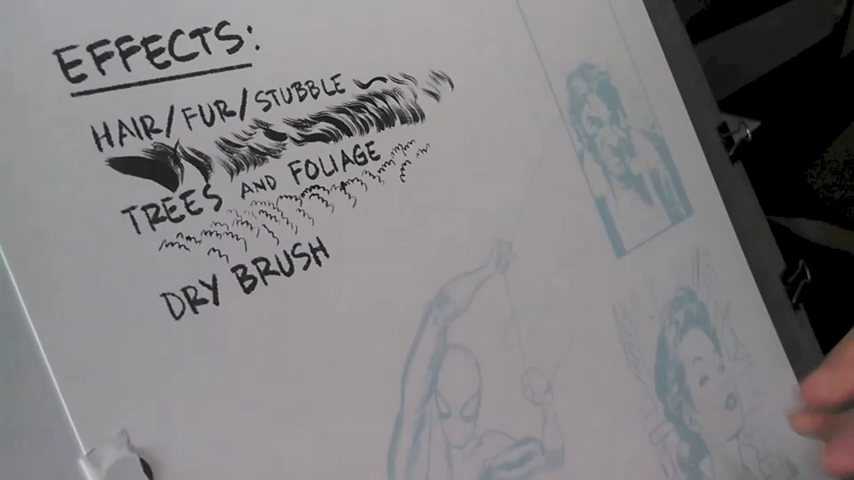 EFFECTS:
HAIR/FUR/STUBBLE
TREES AND FOLIAGE
DRY BRUSH